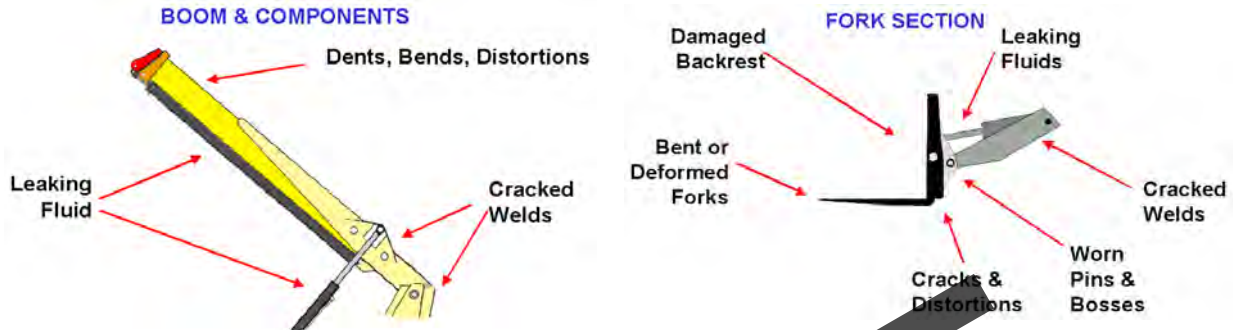 BOOM & COMPONENTS
Dents, Bends, Distortions
Leaking
Fluid
Cracked
Welds
FORK SECTION
Damaged
Backrest
Leaking
Fluids
Bent or
Deformed
Forks
Cracked
Welds
Worn
Pins &
Bosses
Cracks &
Distortions